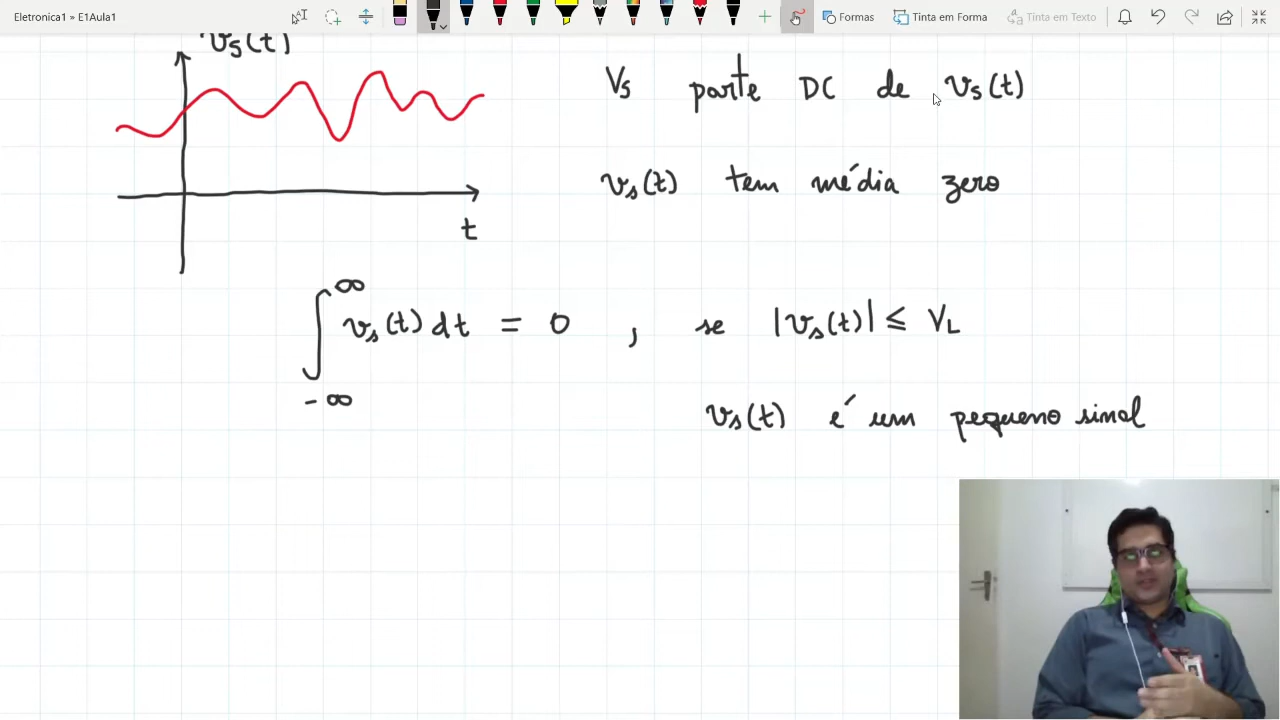 Eletronica1 » E1Aula1
Formas
Tinta em Forma
Tinta em Texto
vS(t)
VS parte DC de vS(t)
vs(t) tem média zero
t
∞
∫ vs(t) dt = 0 , se |vs(t)| ≤ VL
-∞
vs(t) é um pequeno sinal